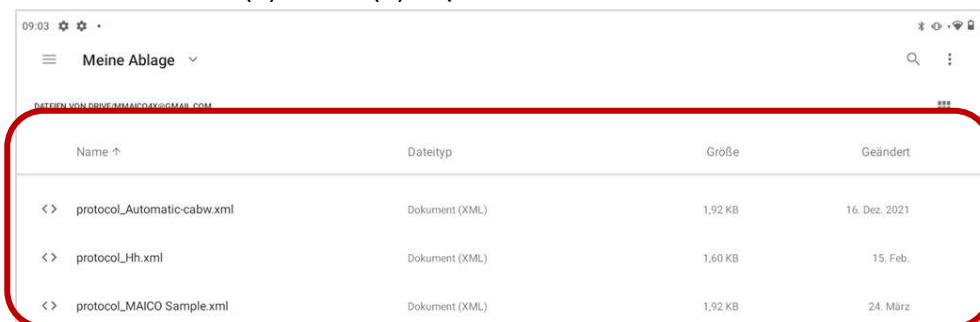 09:03
Meine Ablage
DATEIEN VON DRIVE/MMAICO4X@GMAIL.COM
Name ↑ Dateityp Größe Geändert
protocol_Automatic-cabw.xml Dokument (XML) 1,92 KB 16. Dez. 2021
protocol_Hh.xml Dokument (XML) 1,60 KB 15. Feb.
protocol_MAICO Sample.xml Dokument (XML) 1,92 KB 24. März